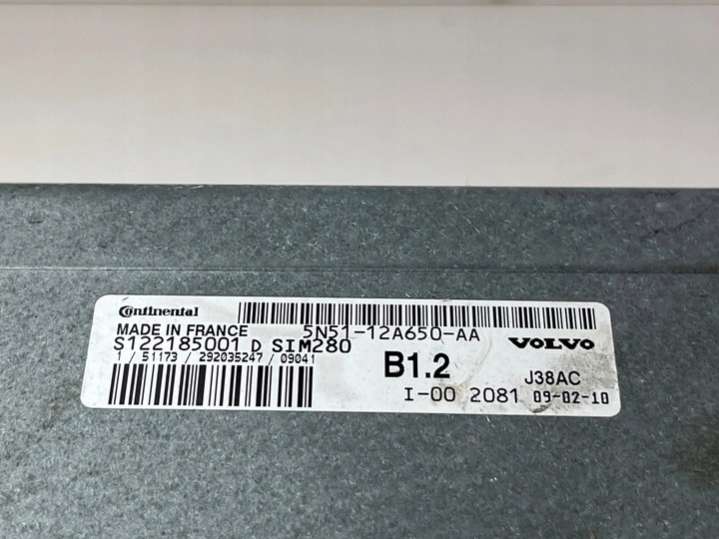 Continental
MADE IN FRANCE 5N51-12A650-AA
S122185001 D SIM280 VOLVO
1 / 51173 / 292035247 / 09041
B1.2 J38AC
I-00 2081 09-02-10